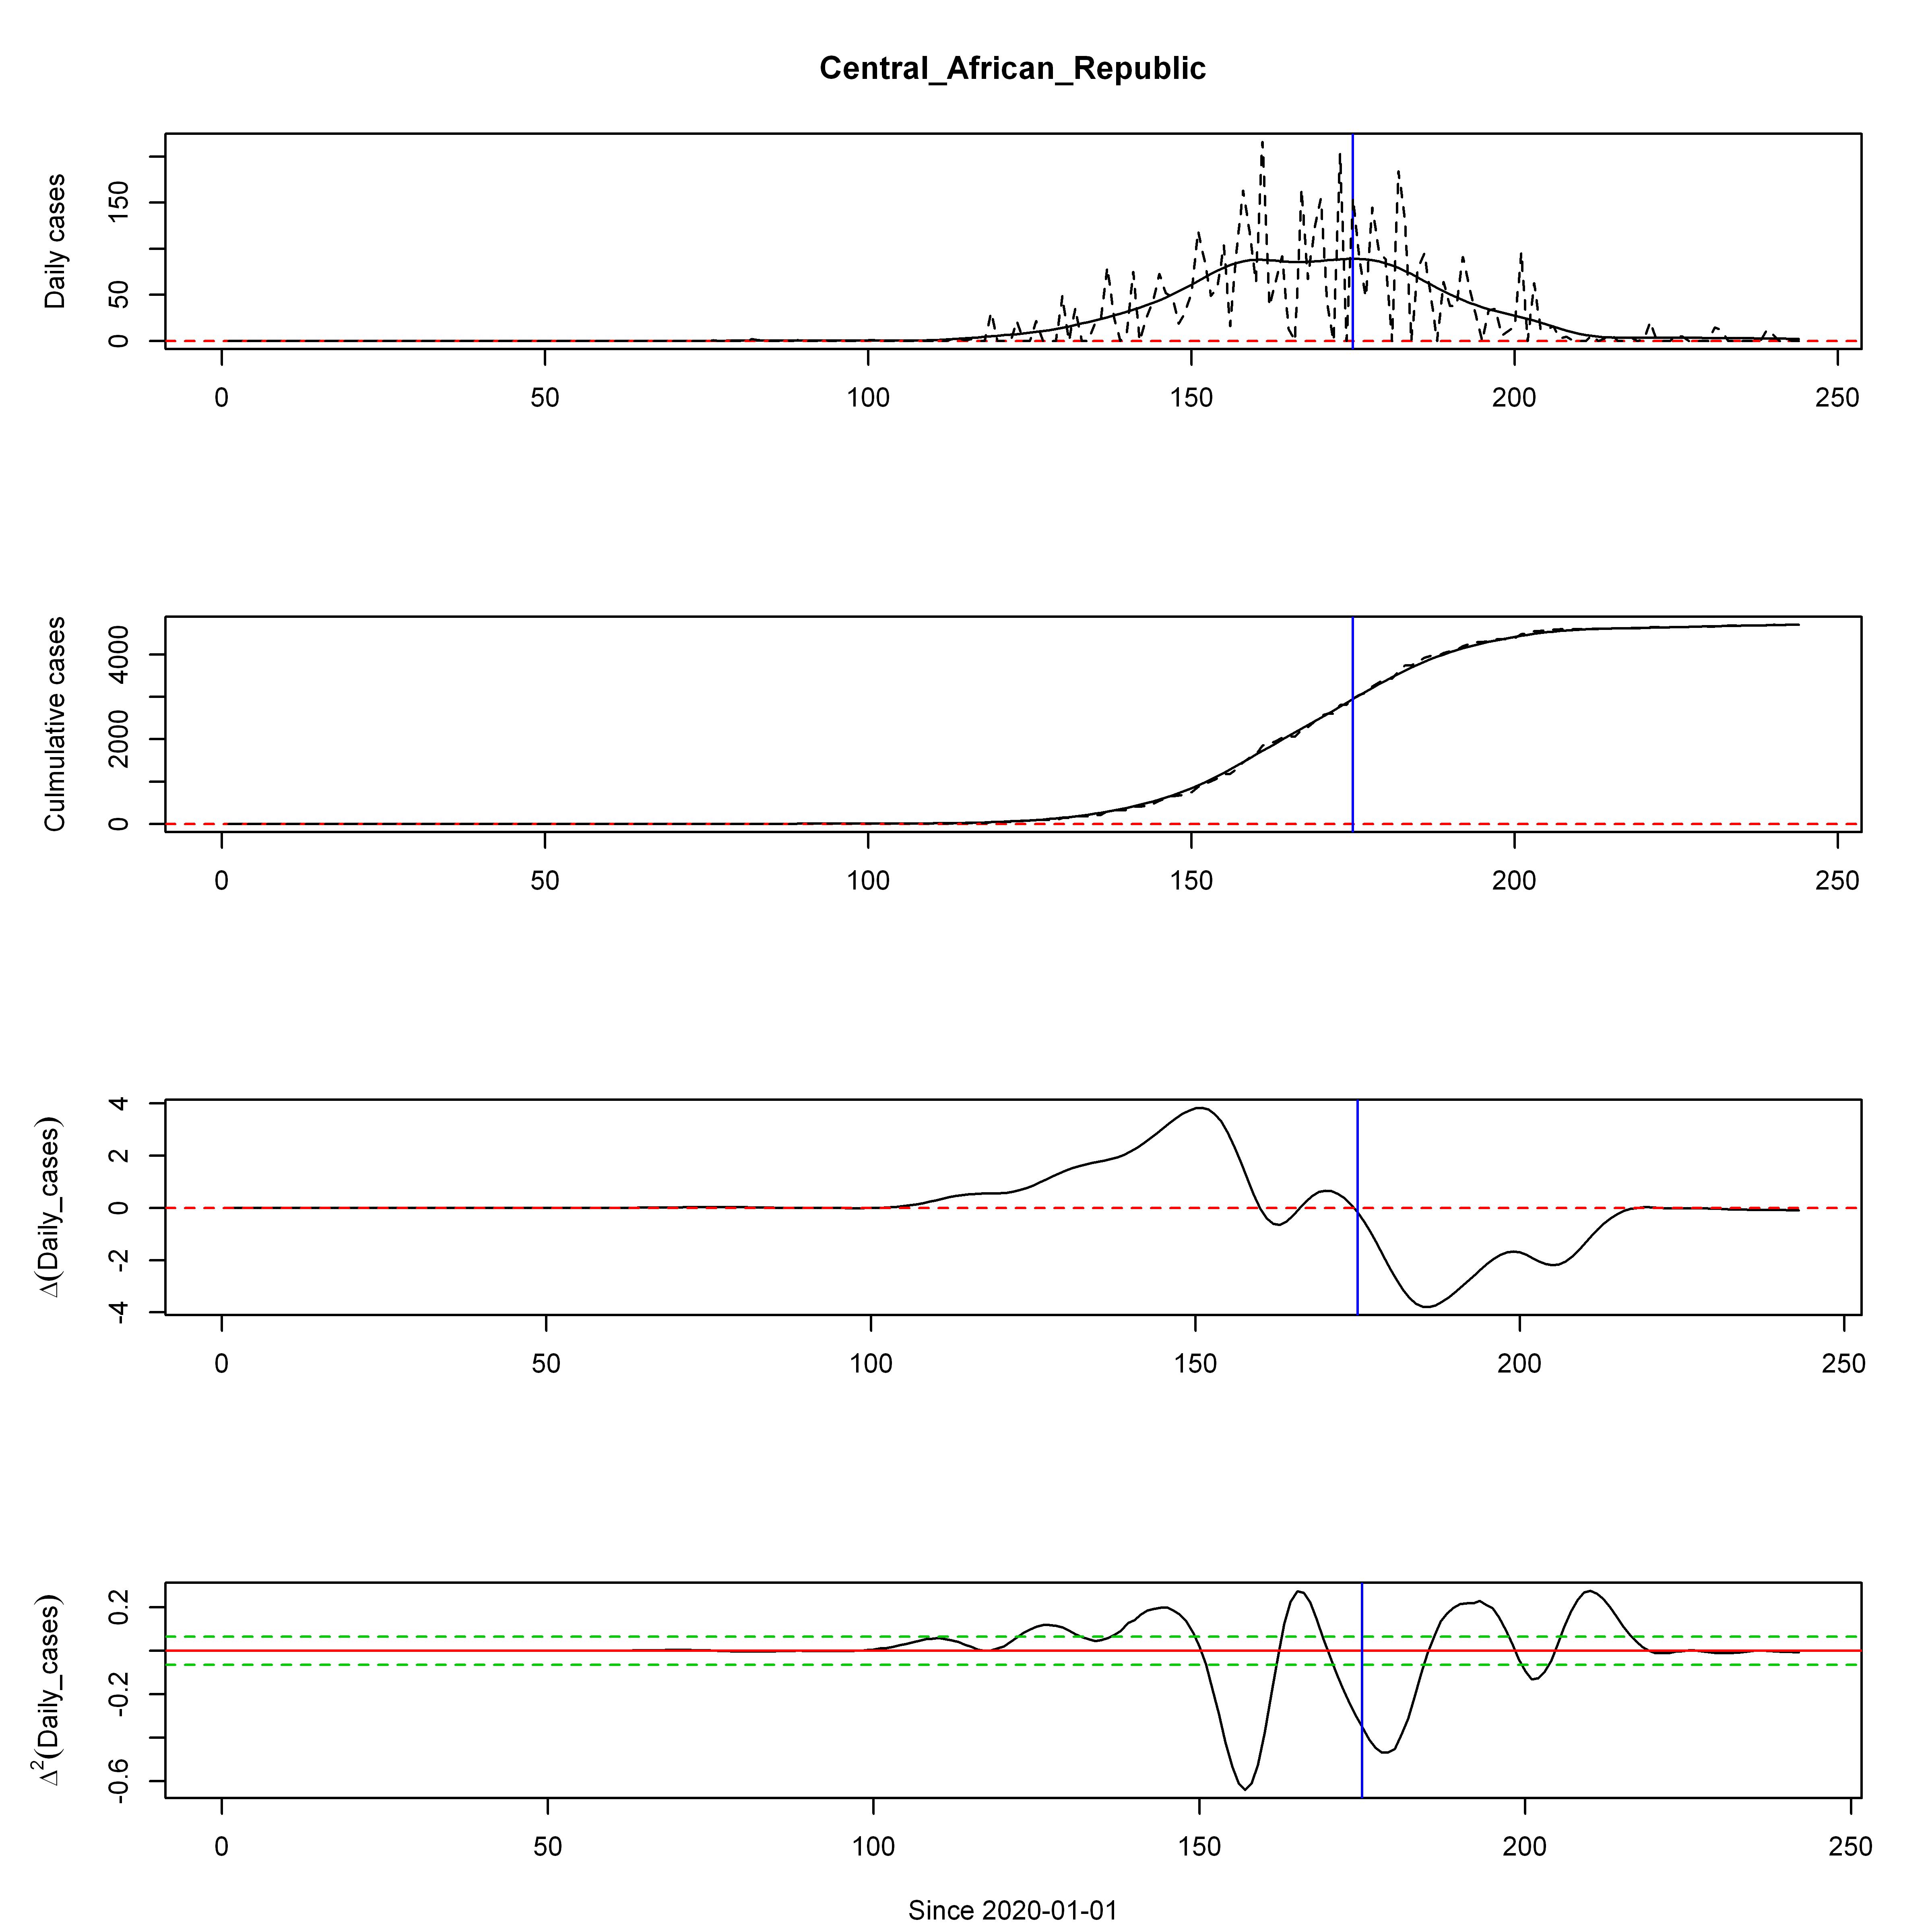 Central_African_Republic
Daily cases
0 50 150
0 50 100 150 200 250
Culmulative cases
0 2000 4000
0 50 100 150 200 250
Δ(Daily_cases)
-4 -2 0 2 4
0 50 100 150 200 250
Δ²(Daily_cases)
-0.6 -0.2 0.2
0 50 100 150 200 250
Since 2020-01-01